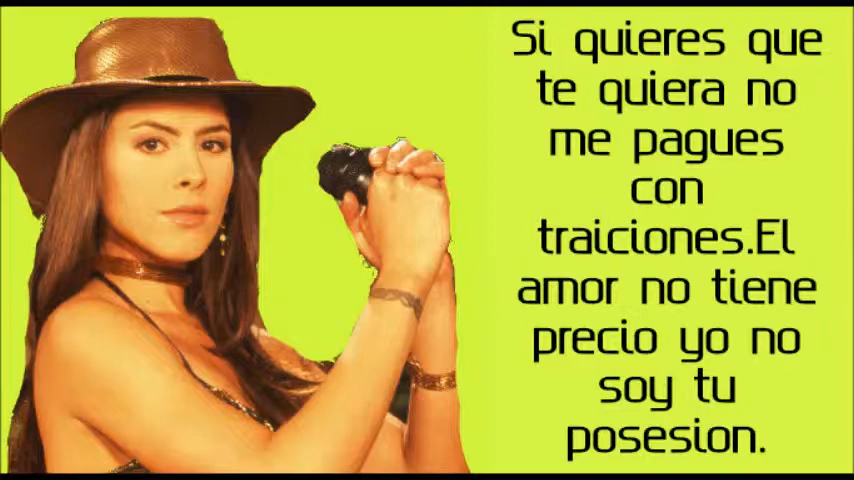 Si quieres que
te quiera no
me pagues
con
traiciones.El
amor no tiene
precio yo no
soy tu
posesion.